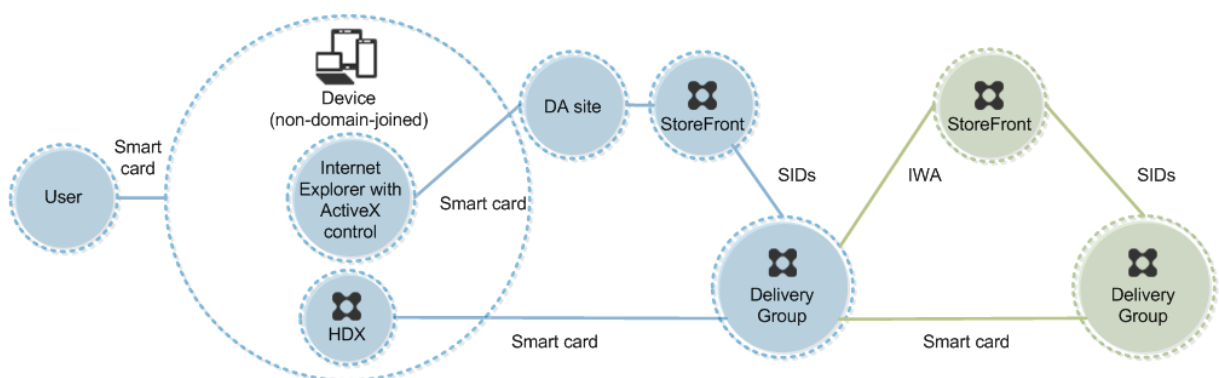 Device
(non-domain-joined)
Smart
card
User
Internet
Explorer with
ActiveX
control
HDX
Smart card
DA site
StoreFront
SIDs
Delivery
Group
Smart card
IWA
StoreFront
SIDs
Delivery
Group
Smart card